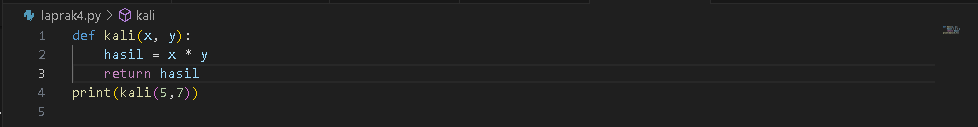 laprak4.py > kali
1 def kali(x, y):
2     hasil = x * y
3     return hasil
4 print(kali(5,7))
5